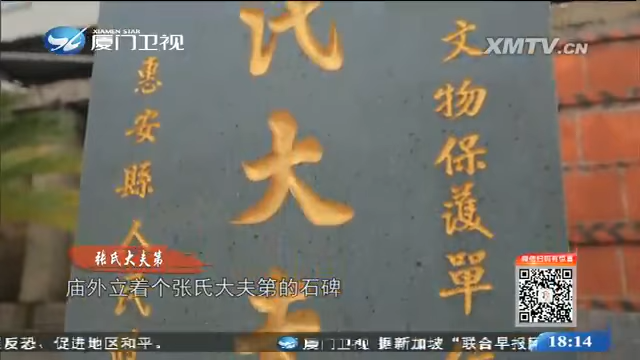 厦门卫视
XIAMEN STAR
XMTV.CN
文物保護單
氏大夫
惠安縣人民
张氏大夫第
庙外立着个张氏大夫第的石碑
微信扫码有惊喜
反恐、促进地区和平。
厦门卫视 据新加坡“联合早报网
18:14